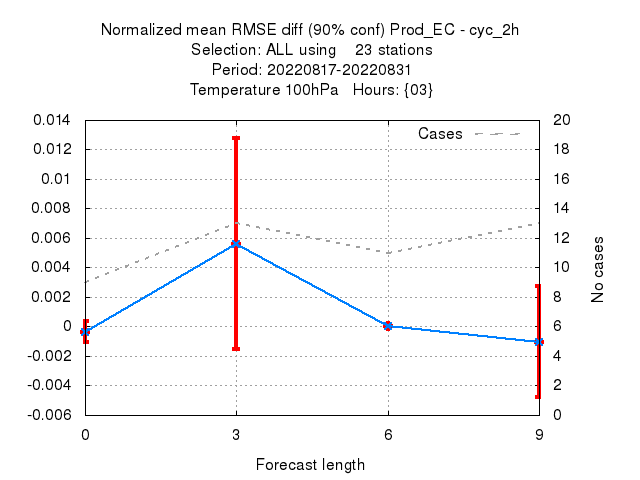 Normalized mean RMSE diff (90% conf) Prod_EC - cyc_2h
Selection: ALL using 23 stations
Period: 20220817-20220831
Temperature 100hPa Hours: {03}
0.014
0.012
0.01
0.008
0.006
0.004
0.002
0
-0.002
-0.004
-0.006
Cases
20
18
16
14
12
10
8
6
4
2
0
No cases
0 3 6 9
Forecast length